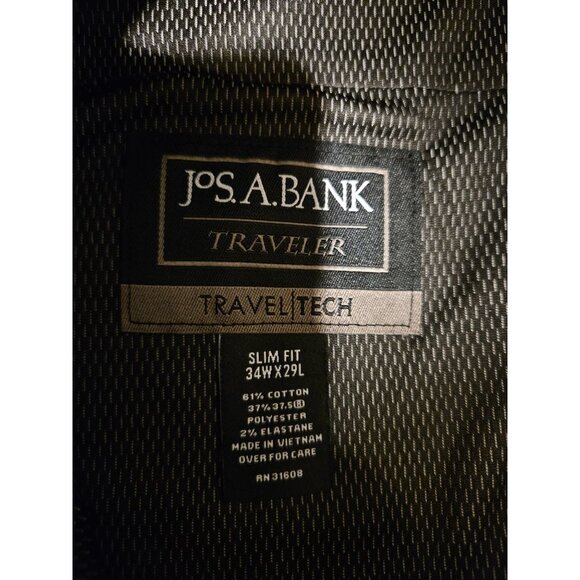 JOS.A.BANK
TRAVELER
TRAVEL|TECH
SLIM FIT
34W X 29L
61% COTTON
37% 37.5®
POLYESTER
2% ELASTANE
MADE IN VIETNAM
OVER FOR CARE
RN 31608